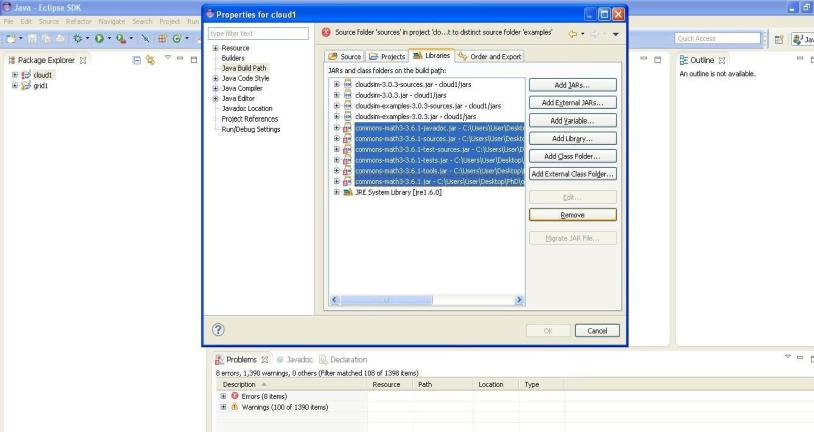 Java - Eclipse SDK
File Edit Source Refactor Navigate Search Project Run
Quick Access
Package Explorer
cloud1
grid1
Properties for cloud1
type filter text
Resource
Builders
Java Build Path
Java Code Style
Java Compiler
Java Editor
Javadoc Location
Project References
Run/Debug Settings
Source folder 'sources' in project 'do...t to distinct source folder 'examples'
Source Projects Libraries Order and Export
JARs and class folders on the build path:
cloudsim-3.0.3-sources.jar - cloud1/jars
cloudsim-3.0.3.jar - cloud1/jars
cloudsim-examples-3.0.3-sources.jar - cloud1/jars
cloudsim-examples-3.0.3.jar - cloud1/jars
commons-math3-3.6.1-javadoc.jar - C:\Users\User\Deskt
commons-math3-3.6.1-sources.jar - C:\Users\User\Deskt
commons-math3-3.6.1-test-sources.jar - C:\Users\User\D
commons-math3-3.6.1-tests.jar - C:\Users\User\Desktop\
commons-math3-3.6.1-tools.jar - C:\Users\User\Desktop\
commons-math3-3.6.1.jar - C:\Users\User\Desktop\PhD\
JRE System Library [jre1.6.0]
Add JARs...
Add External JARs...
Add Variable...
Add Library...
Add Class Folder...
Add External Class Folder...
Edit...
Remove
Migrate JAR File...
OK
Cancel
Outline
An outline is not available.
Problems Javadoc Declaration
8 errors, 1,390 warnings, 0 others (Filter matched 108 of 1398 items)
Description Resource Path Location Type
Errors (8 items)
Warnings (100 of 1390 items)